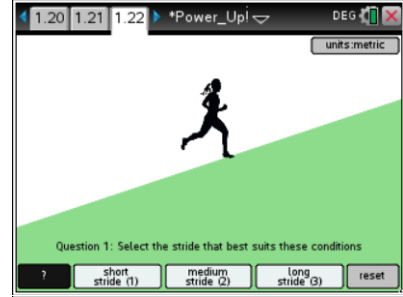 1.20 1.21 1.22 *Power_Up! DEG
units:metric
Question 1: Select the stride that best suits these conditions
? short stride (1) medium stride (2) long stride (3) reset